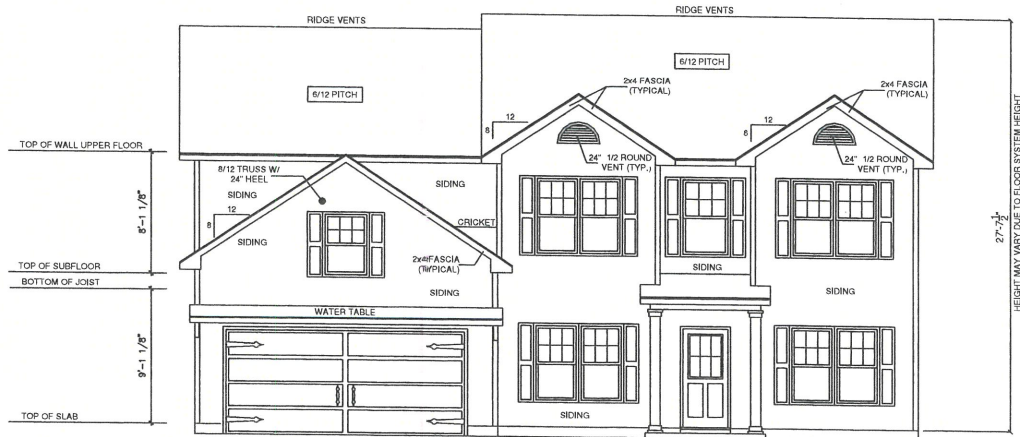 RIDGE VENTS
RIDGE VENTS
6/12 PITCH
6/12 PITCH
2x4 FASCIA
(TYPICAL)
2x4 FASCIA
(TYPICAL)
12
8
12
6
TOP OF WALL UPPER FLOOR
8/12 TRUSS W/
24" HEEL
24" 1/2 ROUND
VENT (TYP.)
24" 1/2 ROUND
VENT (TYP.)
SIDING
SIDING
12
8
8'-1 1/8"
SIDING
CRICKET
27'-7 1/2"
HEIGHT MAY VARY DUE TO FLOOR SYSTEM HEIGHT
2x4 FASCIA
(TYPICAL)
TOP OF SUBFLOOR
SIDING
BOTTOM OF JOIST
SIDING
SIDING
WATER TABLE
9'-1 1/8"
TOP OF SLAB
SIDING